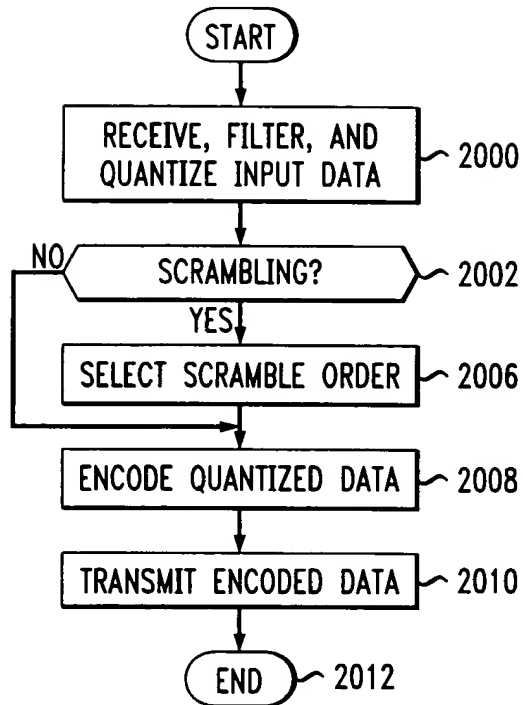 START
RECEIVE, FILTER, AND
QUANTIZE INPUT DATA
2000
NO
SCRAMBLING?
2002
YES
SELECT SCRAMBLE ORDER
2006
ENCODE QUANTIZED DATA
2008
TRANSMIT ENCODED DATA
2010
END
2012